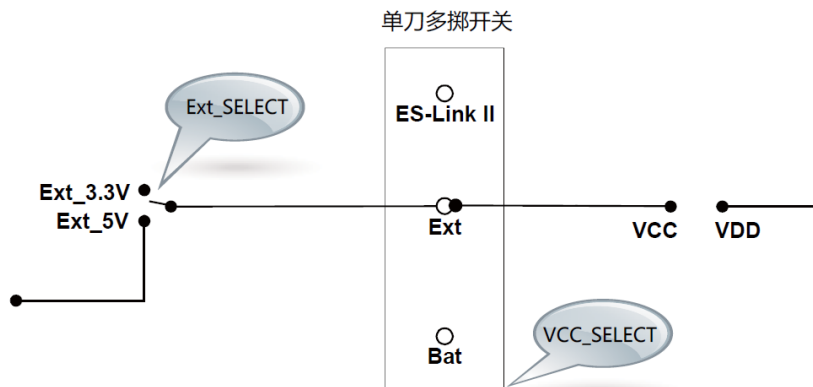 单刀多掷开关
Ext_SELECT
ES-Link II
Ext_3.3V
Ext_5V
Ext
VCC
VDD
VCC_SELECT
Bat